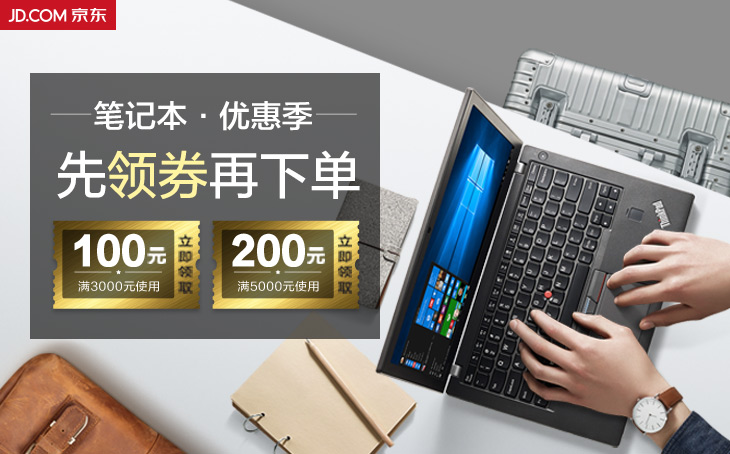 JD.COM 京东
笔记本·优惠季
先领券再下单
100元
满3000元使用
立即领取
200元
满5000元使用
立即领取
ThinkPad